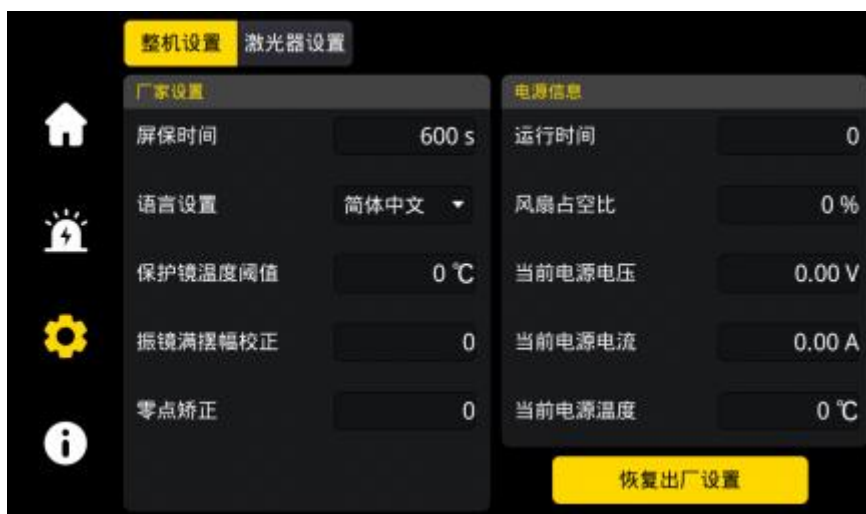 整机设置 激光器设置
厂家设置
屏保时间 600 s
语言设置 简体中文
保护镜温度阈值 0 ℃
振镜满摆幅校正 0
零点矫正 0
电源信息
运行时间 0
风扇占空比 0 %
当前电源电压 0.00 V
当前电源电流 0.00 A
当前电源温度 0 ℃
恢复出厂设置